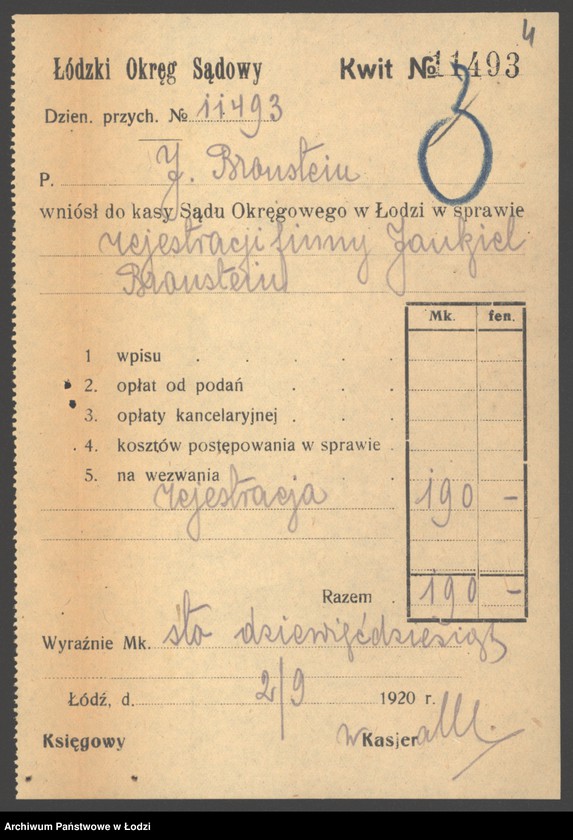 4
Łódzki Okręg Sądowy Kwit № 11493
Dzien. przych. № 11493
P. J. Bronstein
wniósł do kasy Sądu Okręgowego w Łodzi w sprawie
rejestracji firmy Jankiel
Bronstein
Mk. fen.
1 wpisu
2. opłat od podań
3. opłaty kancelaryjnej
4. kosztów postępowania w sprawie
5. na wezwania
rejestracja 190 -
Razem 190 -
Wyraźnie Mk. sto dziewięćdziesiąt
Łódź, d. 2/9 1920 r.
Księgowy Kasjer
Archiwum Państwowe w Łodzi